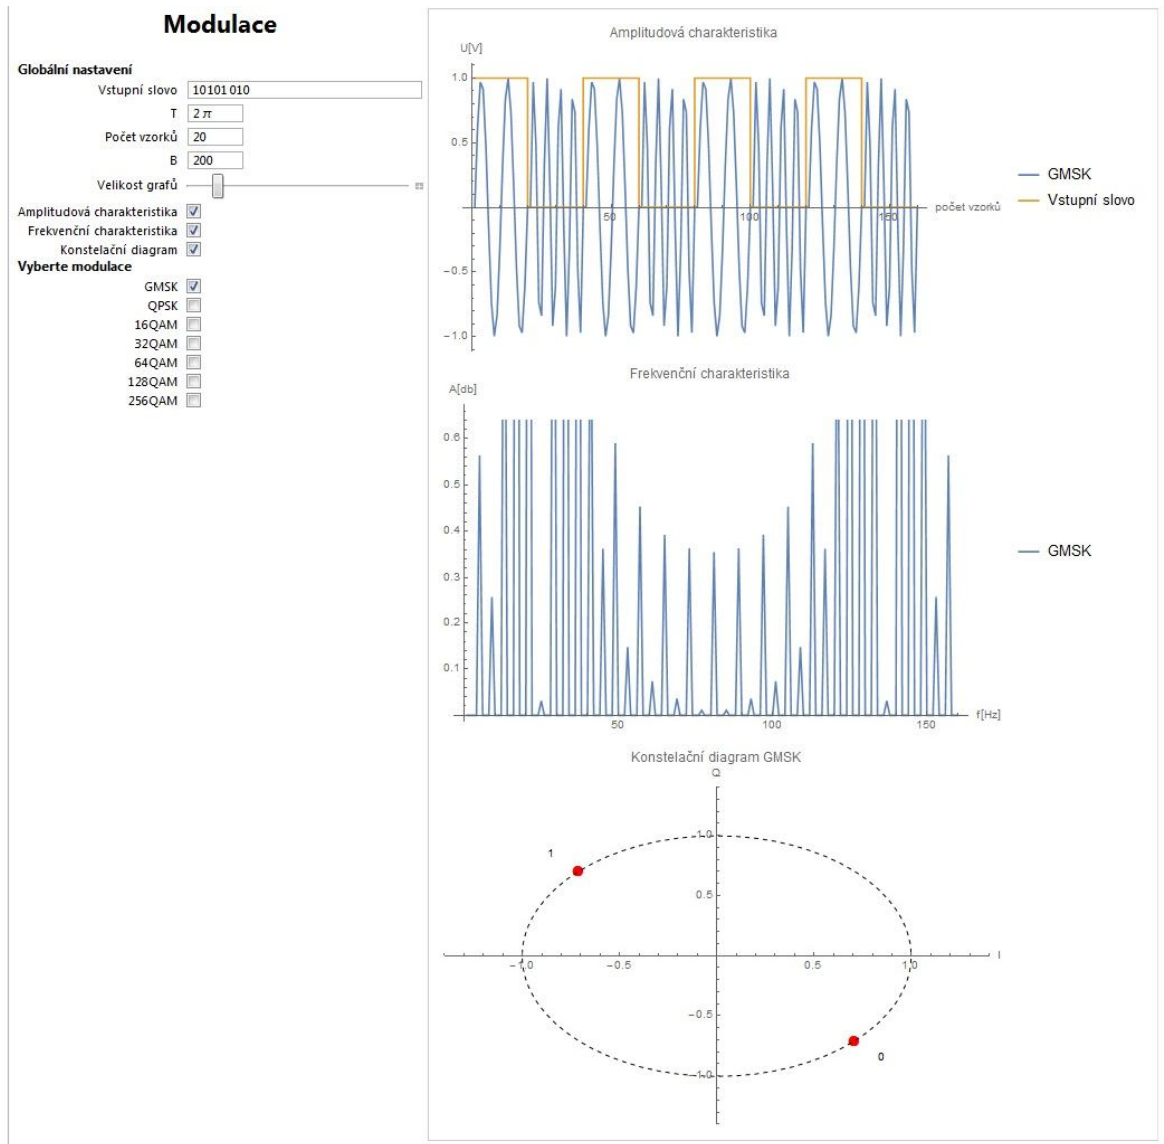 Modulace
Globální nastavení
Vstupní slovo 10101010
T 2 π
Počet vzorků 20
B 200
Velikost grafů
Amplitudová charakteristika
Frekvenční charakteristika
Konstelační diagram
Vyberte modulace
GMSK
QPSK
16QAM
32QAM
64QAM
128QAM
256QAM
Amplitudová charakteristika
U[V]
1.0
0.5
50 100 150 počet vzorků
−0.5
−1.0
GMSK
Vstupní slovo
Frekvenční charakteristika
A[db]
0.6
0.5
0.4
0.3
0.2
0.1
50 100 150 f[Hz]
GMSK
Konstelační diagram GMSK
Q
1.0
1
0.5
−1.0 −0.5 0.5 1.0 I
−0.5
0
−1.0